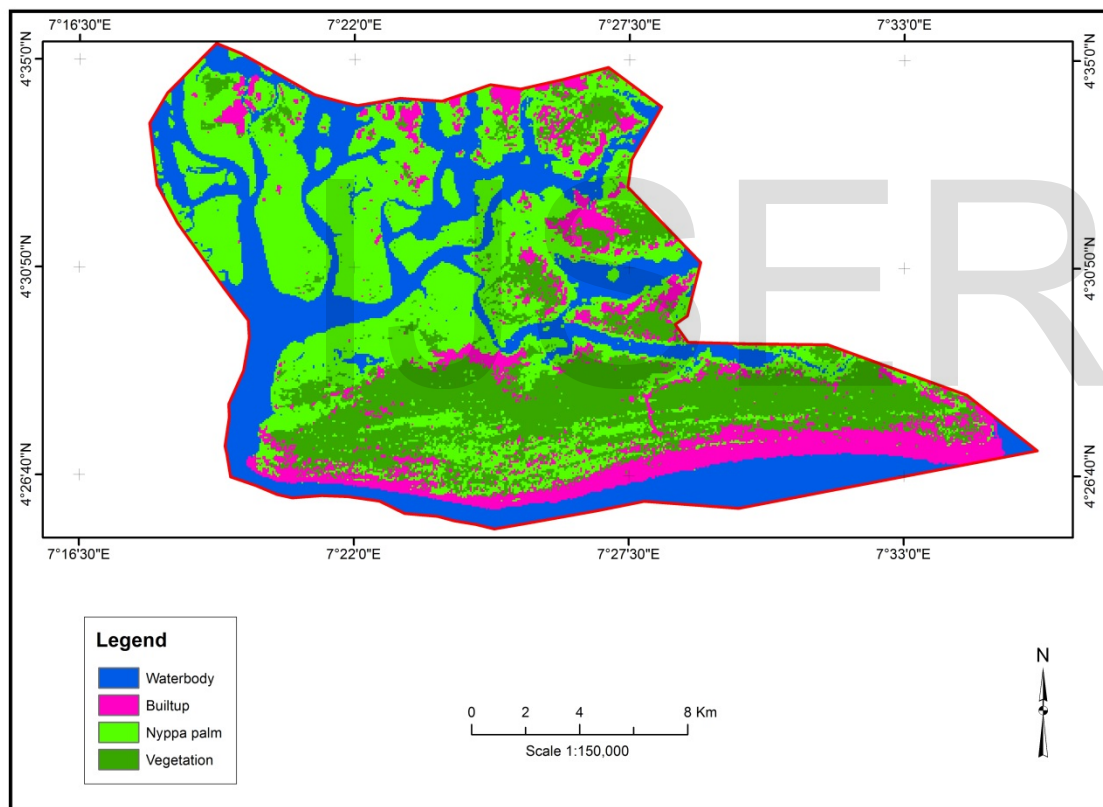 7°16'30"E 7°22'0"E 7°27'30"E 7°33'0"E
4°35'0"N 4°35'0"N
4°30'50"N 4°30'50"N
4°26'40"N 4°26'40"N
IJSER
7°16'30"E 7°22'0"E 7°27'30"E 7°33'0"E
Legend
Waterbody
Builtup
Nyppa palm
Vegetation
0 2 4 8 Km
Scale 1:150,000
N